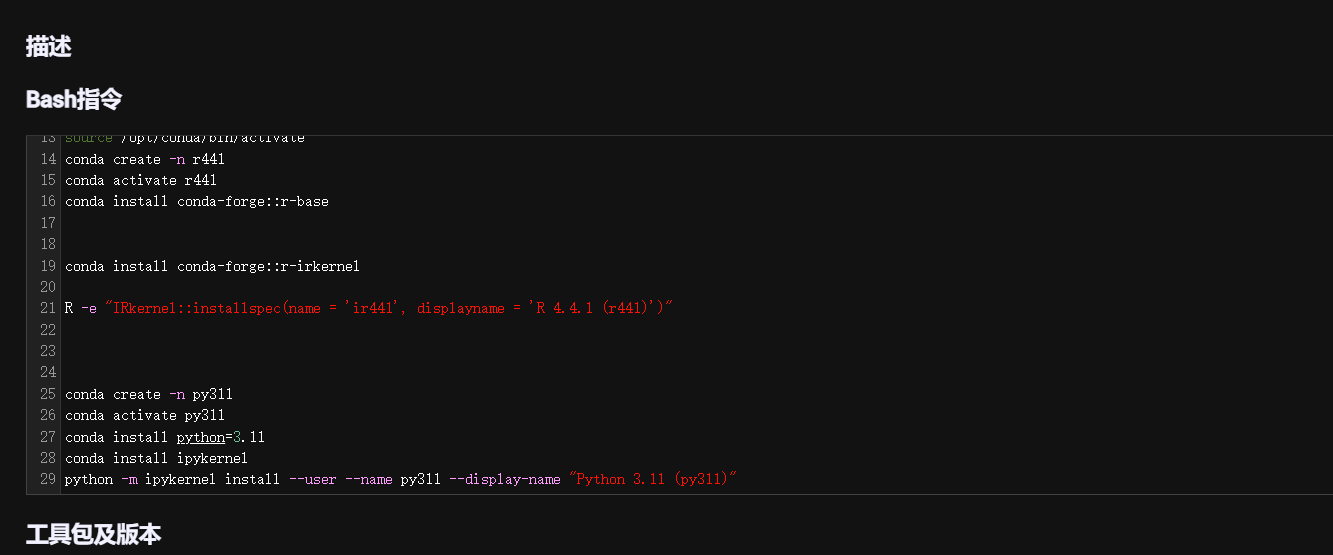 描述
Bash指令
13 source /opt/conda/bin/activate
14 conda create -n r441
15 conda activate r441
16 conda install conda-forge::r-base
17
18
19 conda install conda-forge::r-irkernel
20
21 R -e "IRkernel::installspec(name = 'ir441', displayname = 'R 4.4.1 (r441)')"
22
23
24
25 conda create -n py311
26 conda activate py311
27 conda install python=3.11
28 conda install ipykernel
29 python -m ipykernel install --user --name py311 --display-name "Python 3.11 (py311)"
工具包及版本